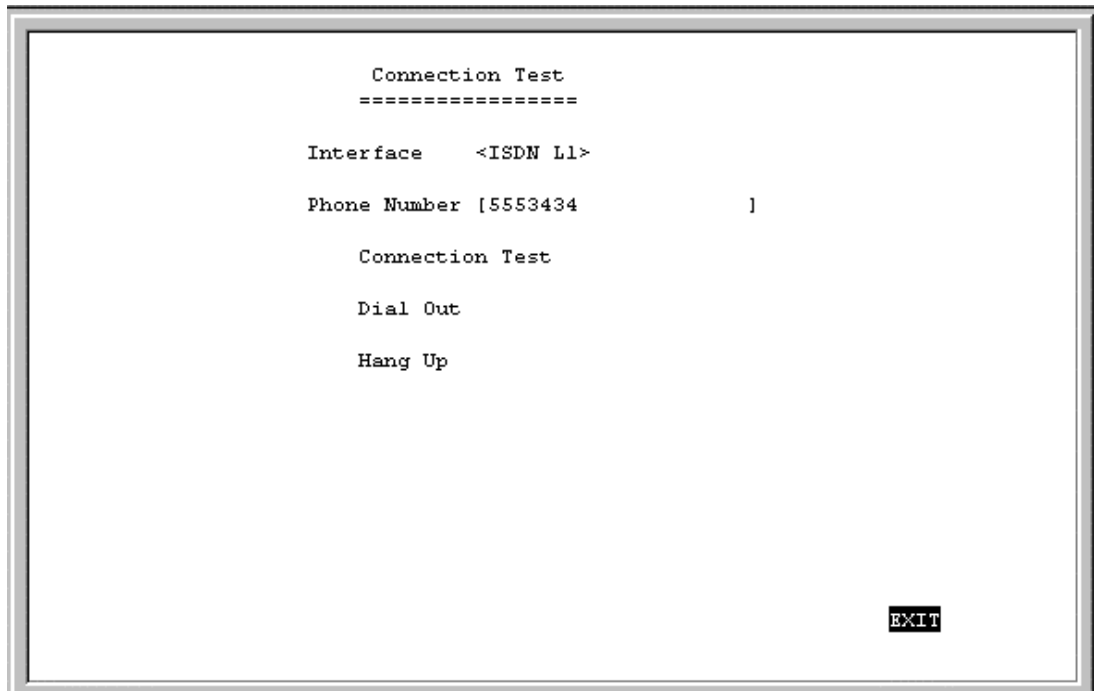 Connection Test
=================
Interface <ISDN L1>
Phone Number [5553434 ]
Connection Test
Dial Out
Hang Up
EXIT